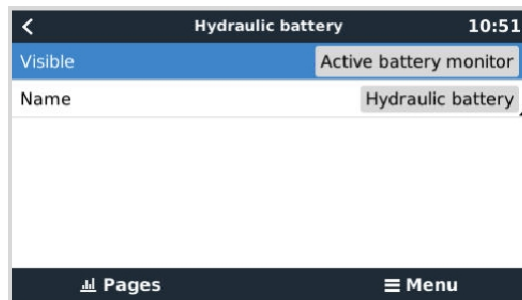 Hydraulic battery 10:51
Visible Active battery monitor
Name Hydraulic battery
Pages Menu